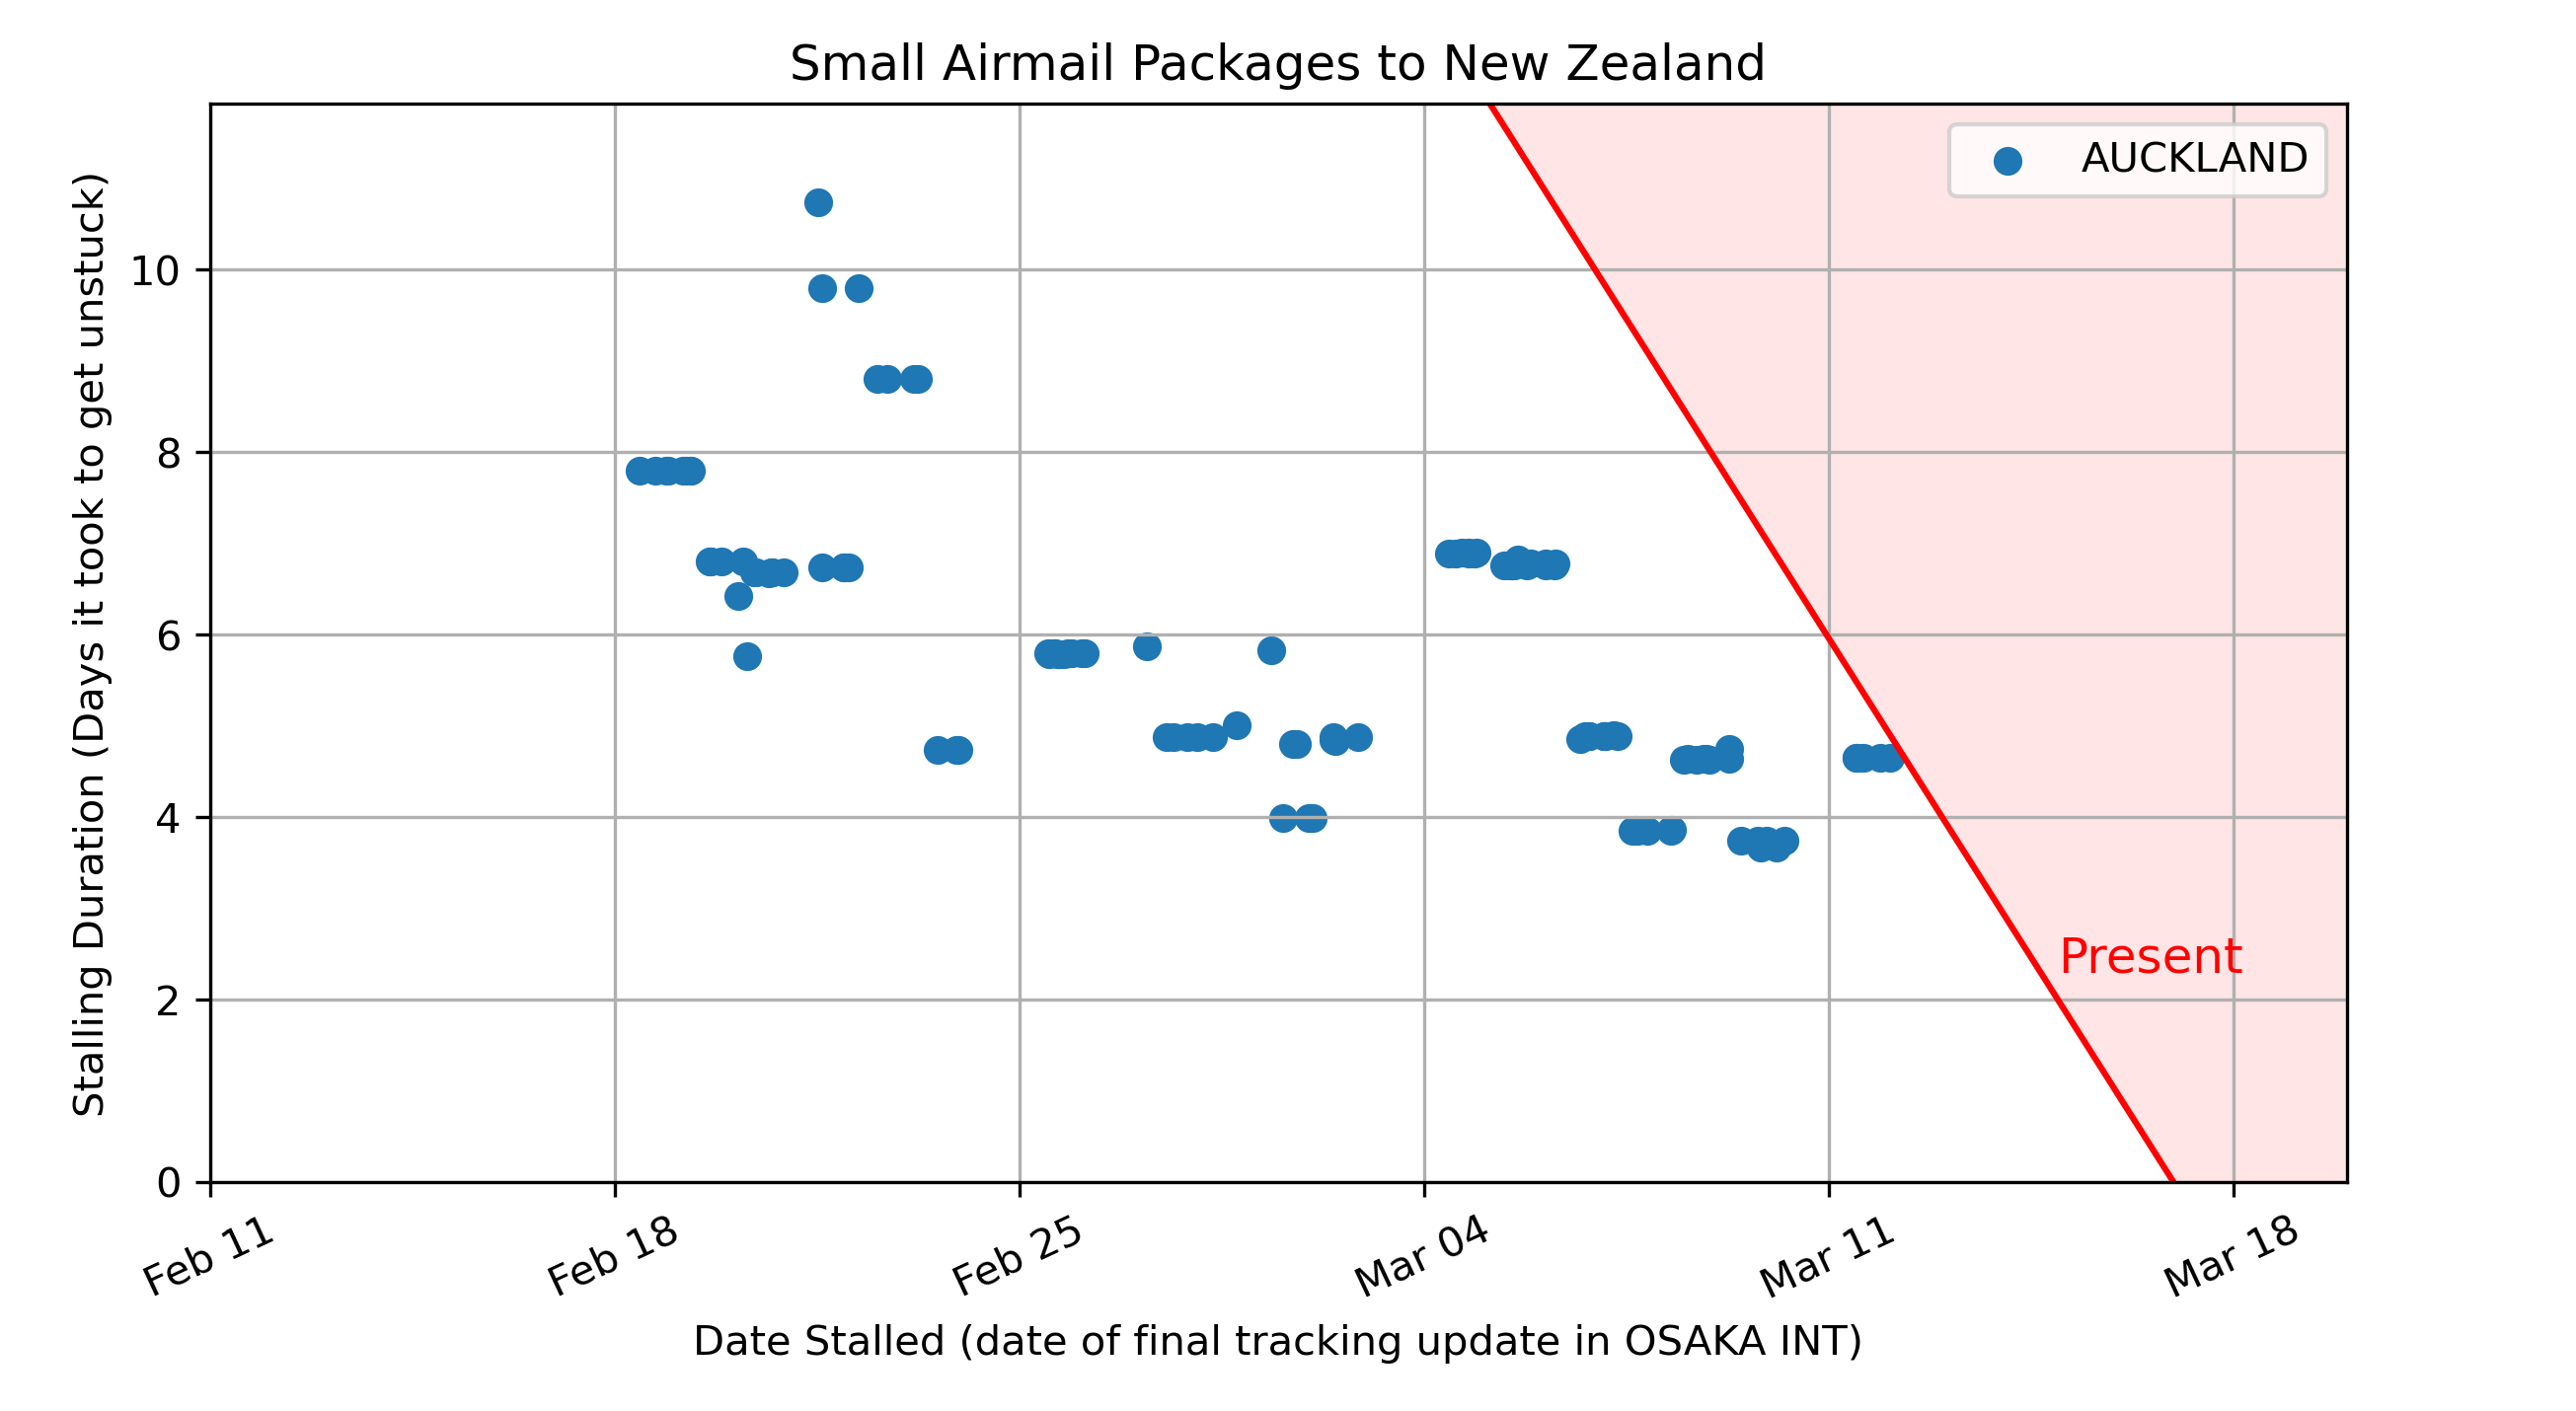 Small Airmail Packages to New Zealand
AUCKLAND
Stalling Duration (Days it took to get unstuck)
10
8
6
4
2
0
Present
Feb 11
Feb 18
Feb 25
Mar 04
Mar 11
Mar 18
Date Stalled (date of final tracking update in OSAKA INT)